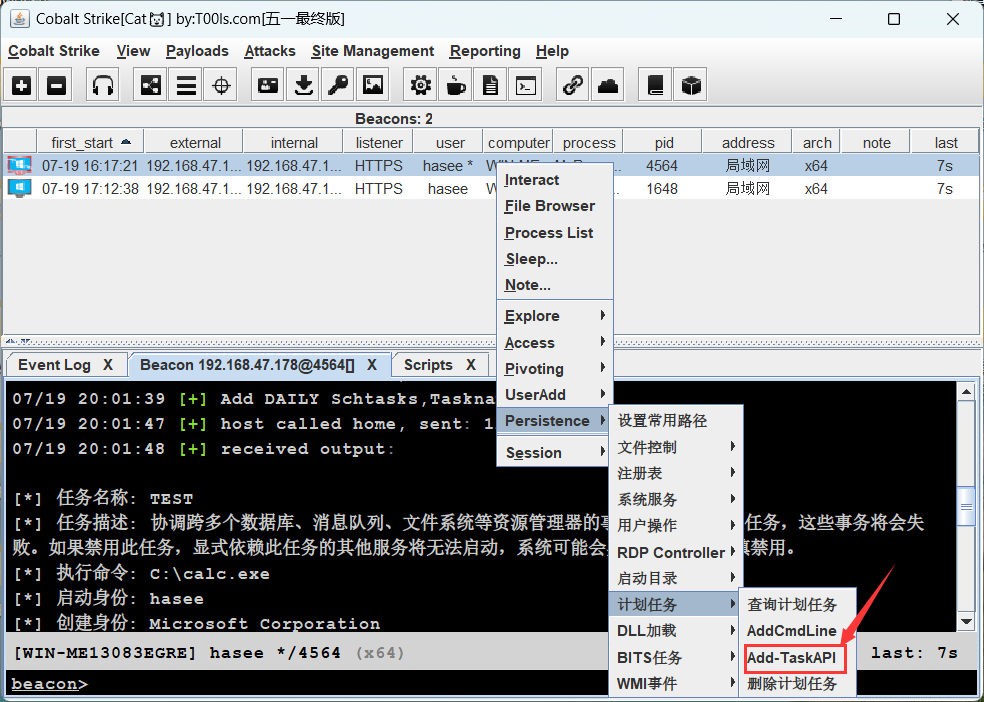 Cobalt Strike[Cat🐱] by:T00ls.com[五一最终版]
Cobalt Strike View Payloads Attacks Site Management Reporting Help
Beacons: 2
first_start external internal listener user computer process pid address arch note last
07-19 16:17:21 192.168.47.1... 192.168.47.1... HTTPS hasee * 4564 局域网 x64 7s
07-19 17:12:38 192.168.47.1... 192.168.47.1... HTTPS hasee 1648 局域网 x64 7s
Interact
File Browser
Process List
Sleep...
Note...
Explore
Access
Pivoting
UserAdd
Persistence
Session
设置常用路径
文件控制
注册表
系统服务
用户操作
RDP Controller
启动目录
计划任务
DLL加载
BITS任务
WMI事件
查询计划任务
AddCmdLine
Add-TaskAPI
删除计划任务
Event Log X Beacon 192.168.47.178@4564[] X Scripts X
07/19 20:01:39 [+] Add DAILY Schtasks,Taskna
07/19 20:01:47 [+] host called home, sent: 1
07/19 20:01:48 [+] received output:
[*] 任务名称: TEST
[*] 任务描述: 协调跨多个数据库、消息队列、文件系统等资源管理器的 任务，这些事务将会失
败。如果禁用此任务，显式依赖此任务的其他服务将无法启动，系统可能会 禁用。
[*] 执行命令: C:\calc.exe
[*] 启动身份: hasee
[*] 创建身份: Microsoft Corporation
[WIN-ME13083EGRE] hasee */4564 (x64) last: 7s
beacon>